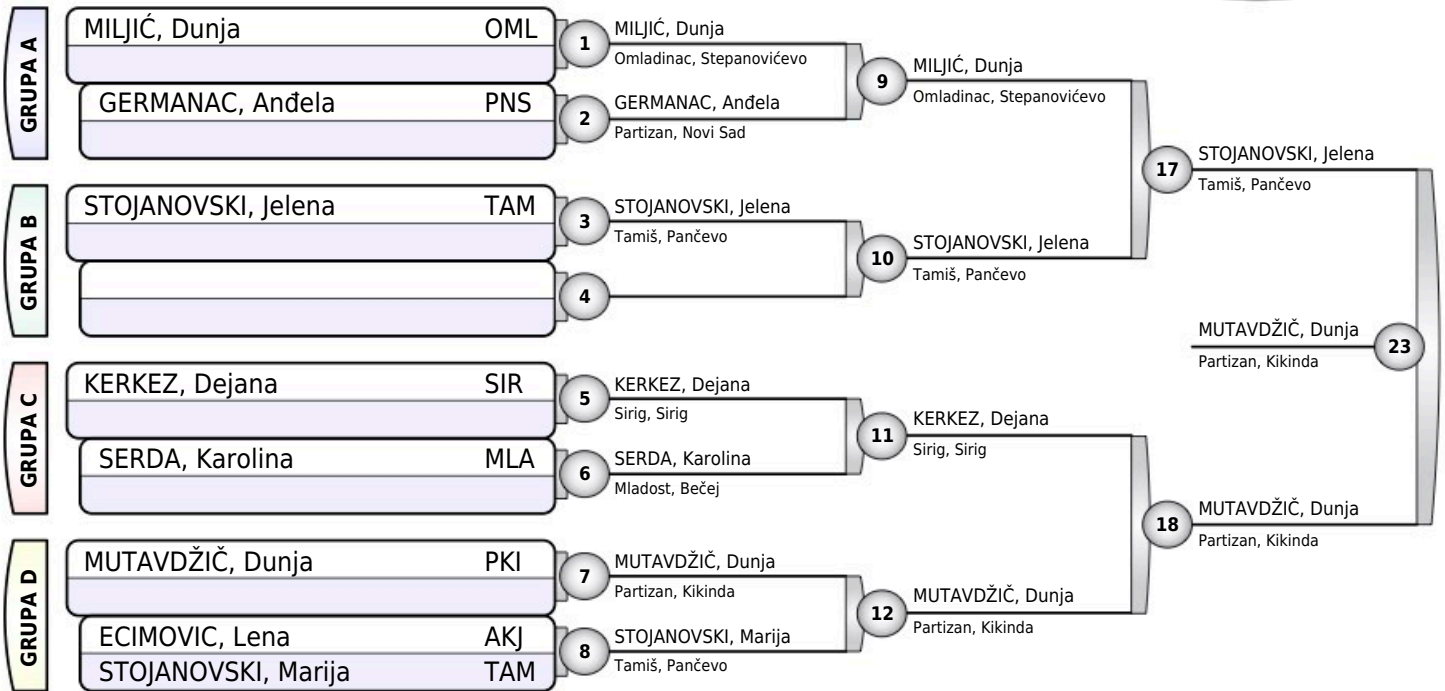 GRUPA A
MILJIĆ, Dunja OML
GERMANAC, Anđela PNS
1
MILJIĆ, Dunja
Omladinac, Stepanovićevo
2
GERMANAC, Anđela
Partizan, Novi Sad
9
MILJIĆ, Dunja
Omladinac, Stepanovićevo
GRUPA B
STOJANOVSKI, Jelena TAM
3
STOJANOVSKI, Jelena
Tamiš, Pančevo
4
10
STOJANOVSKI, Jelena
Tamiš, Pančevo
17
STOJANOVSKI, Jelena
Tamiš, Pančevo
GRUPA C
KERKEZ, Dejana SIR
SERDA, Karolina MLA
5
KERKEZ, Dejana
Sirig, Sirig
6
SERDA, Karolina
Mladost, Bečej
11
KERKEZ, Dejana
Sirig, Sirig
GRUPA D
MUTAVDŽIČ, Dunja PKI
ECIMOVIC, Lena AKJ
STOJANOVSKI, Marija TAM
7
MUTAVDŽIČ, Dunja
Partizan, Kikinda
8
STOJANOVSKI, Marija
Tamiš, Pančevo
12
MUTAVDŽIČ, Dunja
Partizan, Kikinda
18
MUTAVDŽIČ, Dunja
Partizan, Kikinda
MUTAVDŽIČ, Dunja
Partizan, Kikinda
23